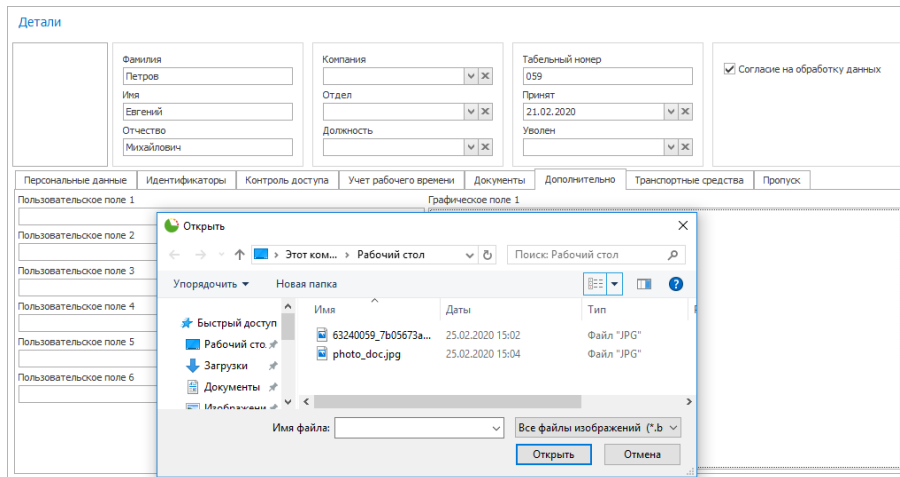 Детали
Фамилия
Петров
Имя
Евгений
Отчество
Михайлович
Компания
Отдел
Должность
Табельный номер
059
Принят
21.02.2020
Уволен
Согласие на обработку данных
Персональные данные Идентификаторы Контроль доступа Учет рабочего времени Документы Дополнительно Транспортные средства Пропуск
Пользовательское поле 1
Графическое поле 1
Пользовательское поле 2
Пользовательское поле 3
Пользовательское поле 4
Пользовательское поле 5
Пользовательское поле 6
Открыть
Этот ком... › Рабочий стол
Поиск: Рабочий стол
Упорядочить Новая папка
Быстрый доступ
Рабочий сто.
Загрузки
Документы
Изображени
Имя Даты Тип
63240059_7b05673a... 25.02.2020 15:02 Файл "JPG"
photo_doc.jpg 25.02.2020 15:04 Файл "JPG"
Имя файла:
Все файлы изображений (*.b
Открыть Отмена